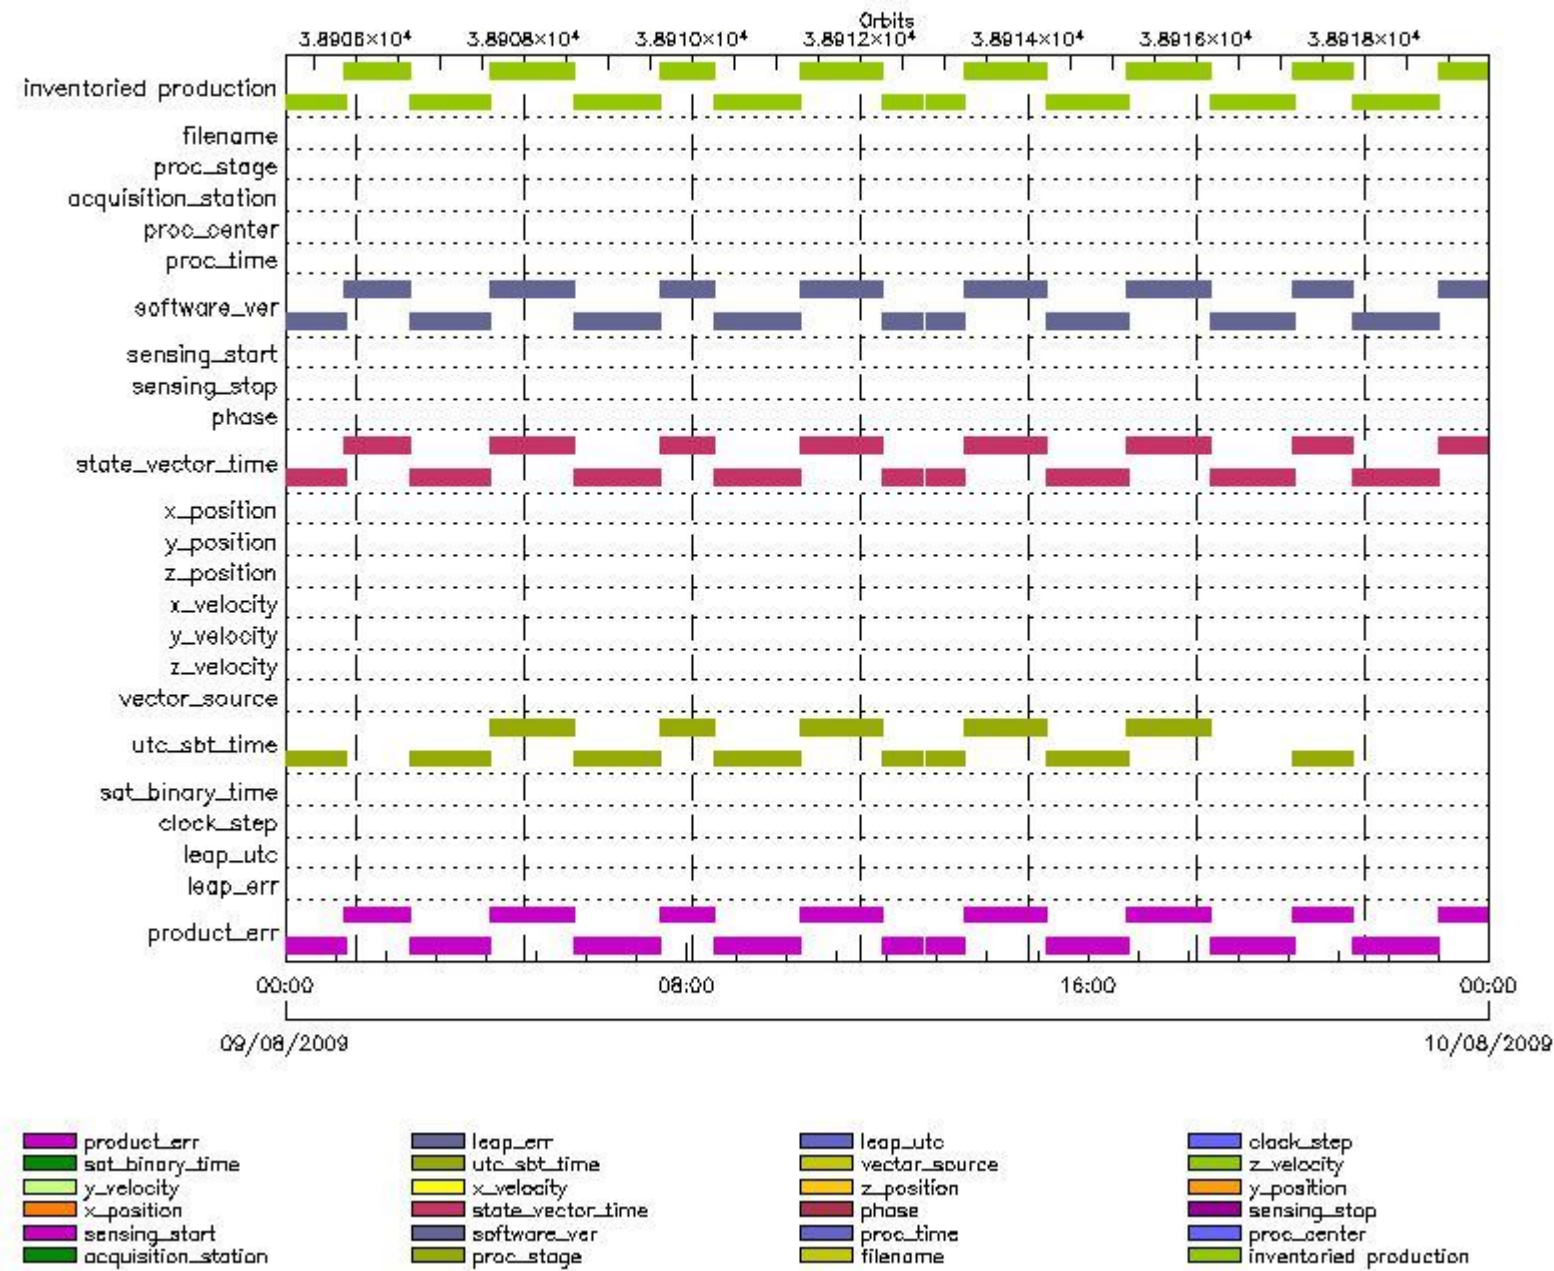 Orbits
3.8906×10⁴ 3.8908×10⁴ 3.8910×10⁴ 3.8912×10⁴ 3.8914×10⁴ 3.8916×10⁴ 3.8918×10⁴
inventoried production
filename
proc_stage
acquisition_station
proc_center
proc_time
software_ver
sensing_start
sensing_stop
phase
state_vector_time
x_position
y_position
z_position
x_velocity
y_velocity
z_velocity
vector_source
utc_sbt_time
sat_binary_time
clock_step
leap_utc
leap_err
product_err
00:00 08:00 16:00 00:00
09/08/2009 10/08/2009
product_err leap_err leap_utc clock_step
sat_binary_time utc_sbt_time vector_source z_velocity
y_velocity x_velocity z_position y_position
x_position state_vector_time phase sensing_stop
sensing_start software_ver proc_time proc_center
acquisition_station proc_stage filename inventoried production